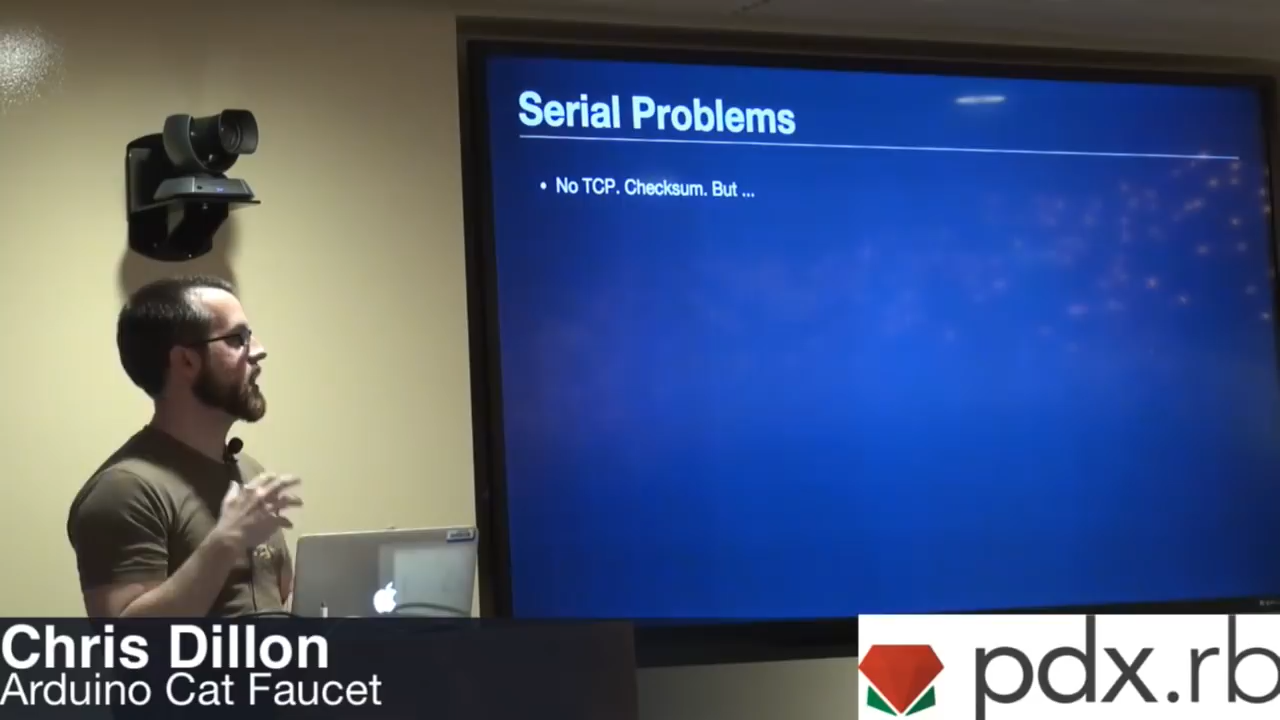 Serial Problems
• No TCP. Checksum. But ...
Chris Dillon
Arduino Cat Faucet
pdx.rb